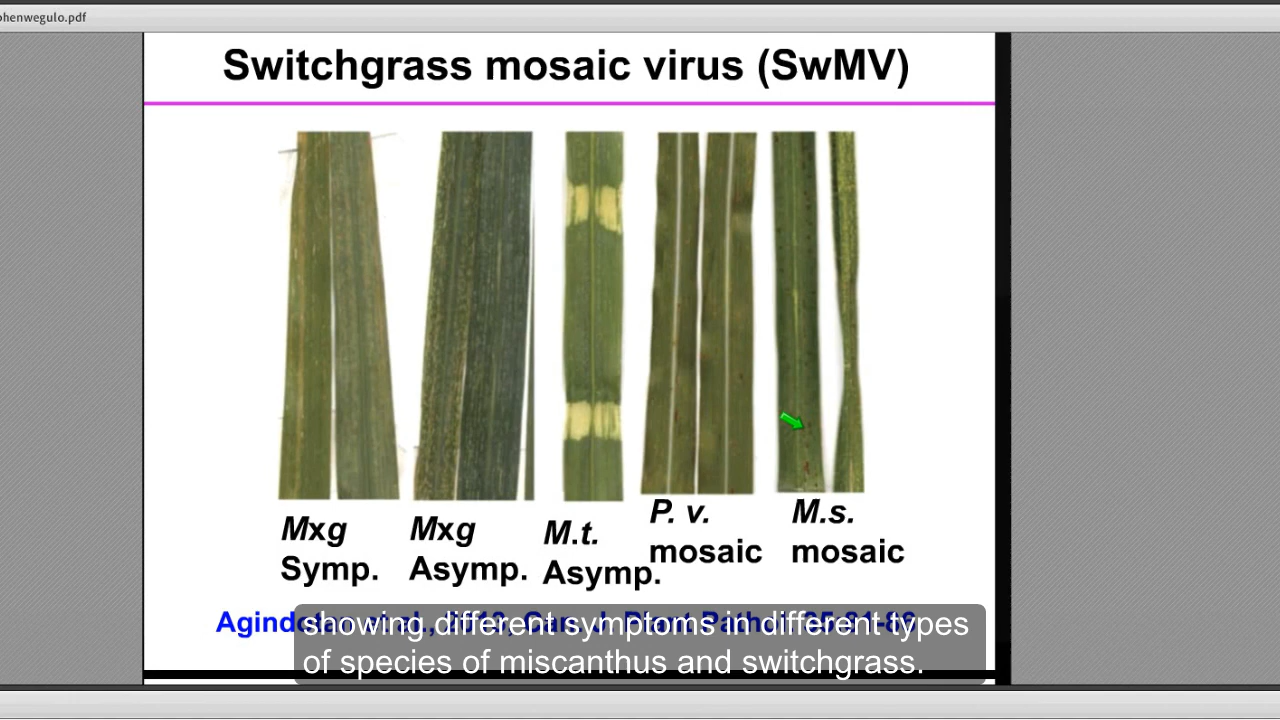 phenwegulo.pdf
Switchgrass mosaic virus (SwMV)
Mxg
Symp.
Mxg
Asymp.
M.t.
Asymp.
P. v.
mosaic
M.s.
mosaic
showing different symptoms in different types
of species of miscanthus and switchgrass.